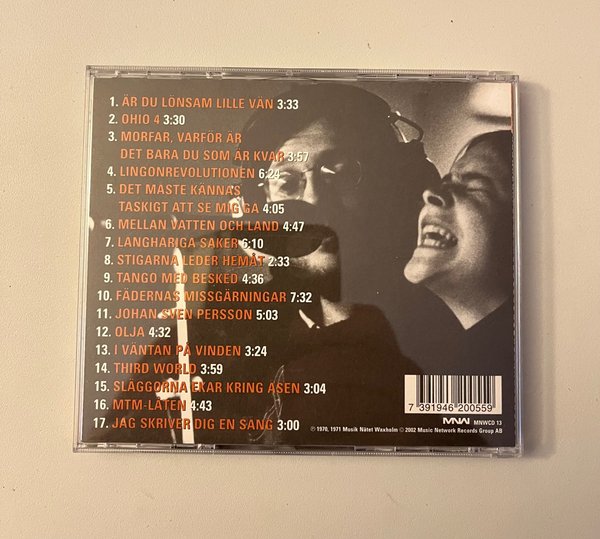 1. ÄR DU LÖNSAM LILLE VÄN 3:33
2. OHIO 4 3:30
3. MORFAR, VARFÖR ÄR
DET BARA DU SOM ÄR KVAR 3:57
4. LINGONREVOLUTIONEN 6:24
5. DET MÅSTE KÄNNAS
TASKIGT ATT SE MIG GÅ 4:05
6. MELLAN VATTEN OCH LAND 4:47
7. LÅNGHÅRIGA SAKER 6:10
8. STIGARNA LEDER HEMÅT 2:33
9. TANGO MED BESKED 4:36
10. FÄDERNAS MISSGÄRNINGAR 7:32
11. JOHAN SVEN PERSSON 5:03
12. OLJA 4:32
13. I VÄNTAN PÅ VINDEN 3:24
14. THIRD WORLD 3:59
15. SLÄGGORNA EKAR KRING ÅSEN 3:04
16. MTM-LÅTEN 4:43
17. JAG SKRIVER DIG EN SÅNG 3:00
7 391946 200559
MNW MNWCD 13
℗ 1970, 1971 Musik Nätet Waxholm © 2002 Music Network Records Group AB